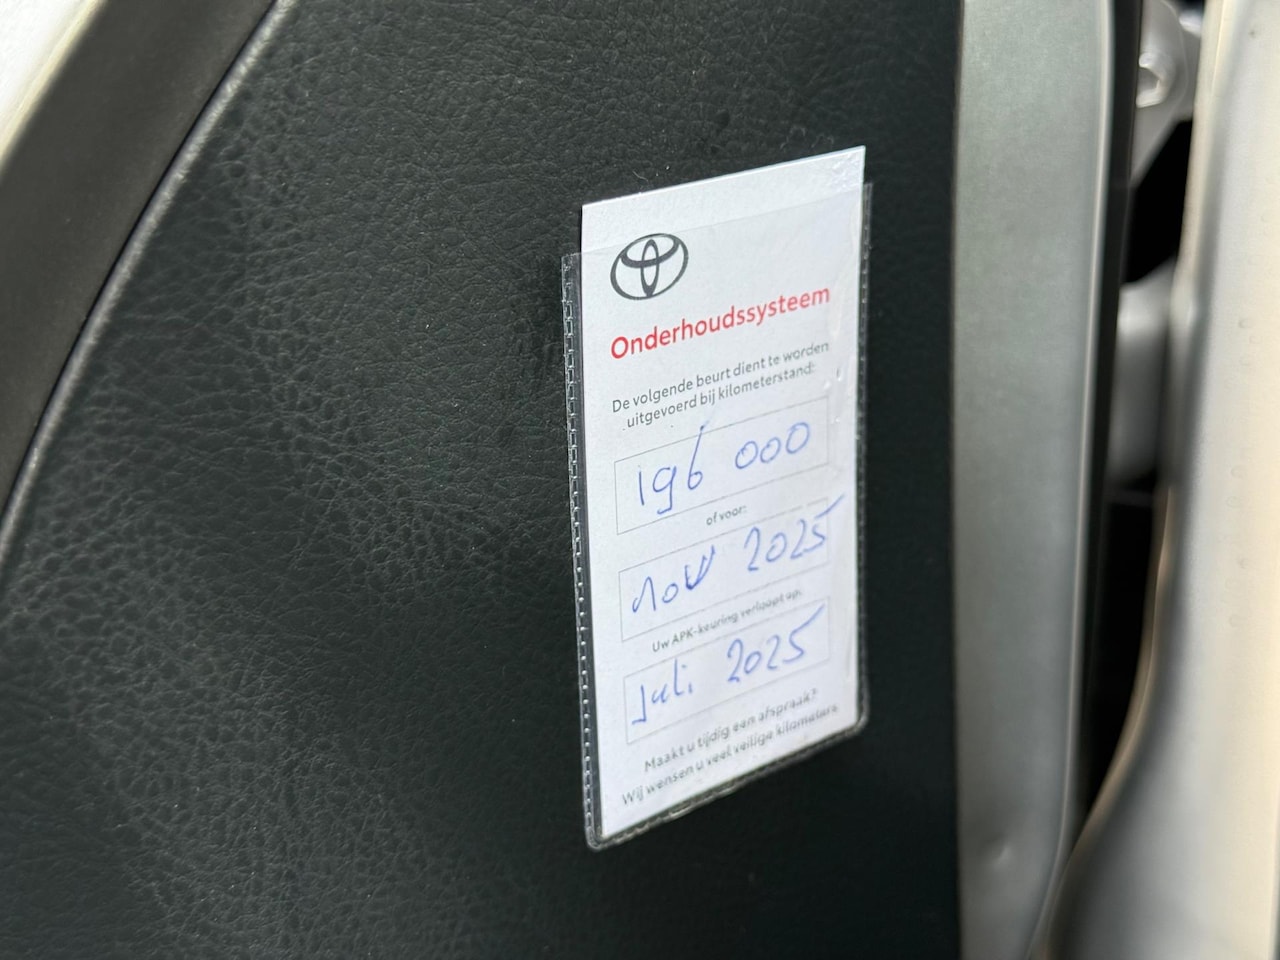 Onderhoudssysteem
De volgende beurt dient te worden
uitgevoerd bij kilometerstand:
196 000
of voor:
nov 2025
Uw APK-keuring verloopt op:
juli 2025
Maakt u tijdig een afspraak?
Wij wensen u veel veilige kilometers